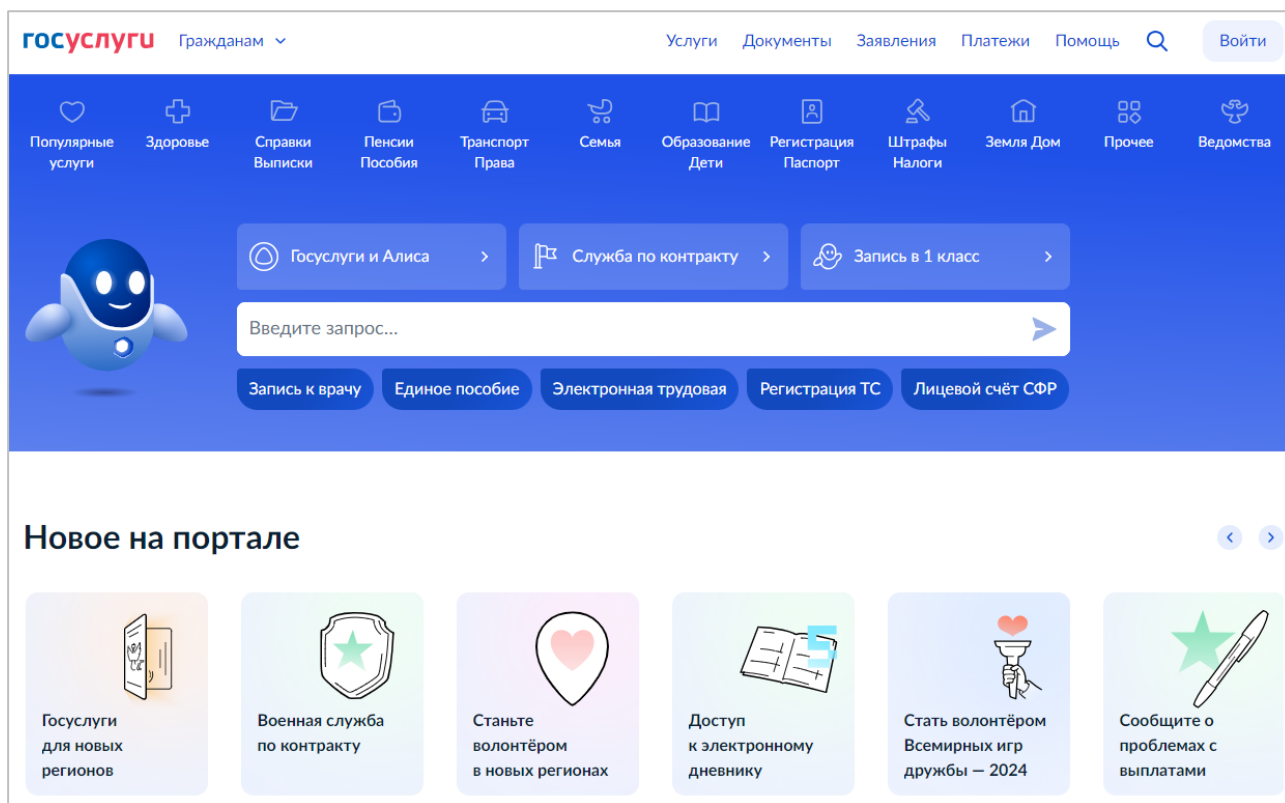 госуслуги Гражданам Услуги Документы Заявления Платежи Помощь Войти
Популярные услуги
Здоровье
Справки Выписки
Пенсии Пособия
Транспорт Права
Семья
Образование Дети
Регистрация Паспорт
Штрафы Налоги
Земля Дом
Прочее
Ведомства
Госуслуги и Алиса
Служба по контракту
Запись в 1 класс
Введите запрос...
Запись к врачу
Единое пособие
Электронная трудовая
Регистрация ТС
Лицевой счёт СФР
Новое на портале
Госуслуги
для новых
регионов
Военная служба
по контракту
Станьте
волонтёром
в новых регионах
5
Доступ
к электронному
дневнику
Стать волонтёром
Всемирных игр
дружбы — 2024
Сообщите о
проблемах с
выплатами